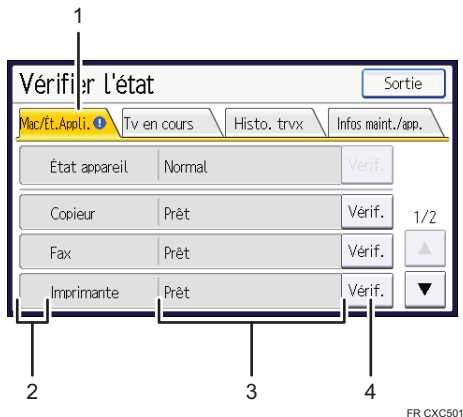 1
Vérifier l'état
Sortie
Mac/Ét.Appli. Tv en cours Histo. trvx Infos maint./app.
État appareil Normal Vérif.
Copieur Prêt Vérif. 1/2
Fax Prêt Vérif. ▲
Imprimante Prêt Vérif. ▼
2 3 4
FR CXC501